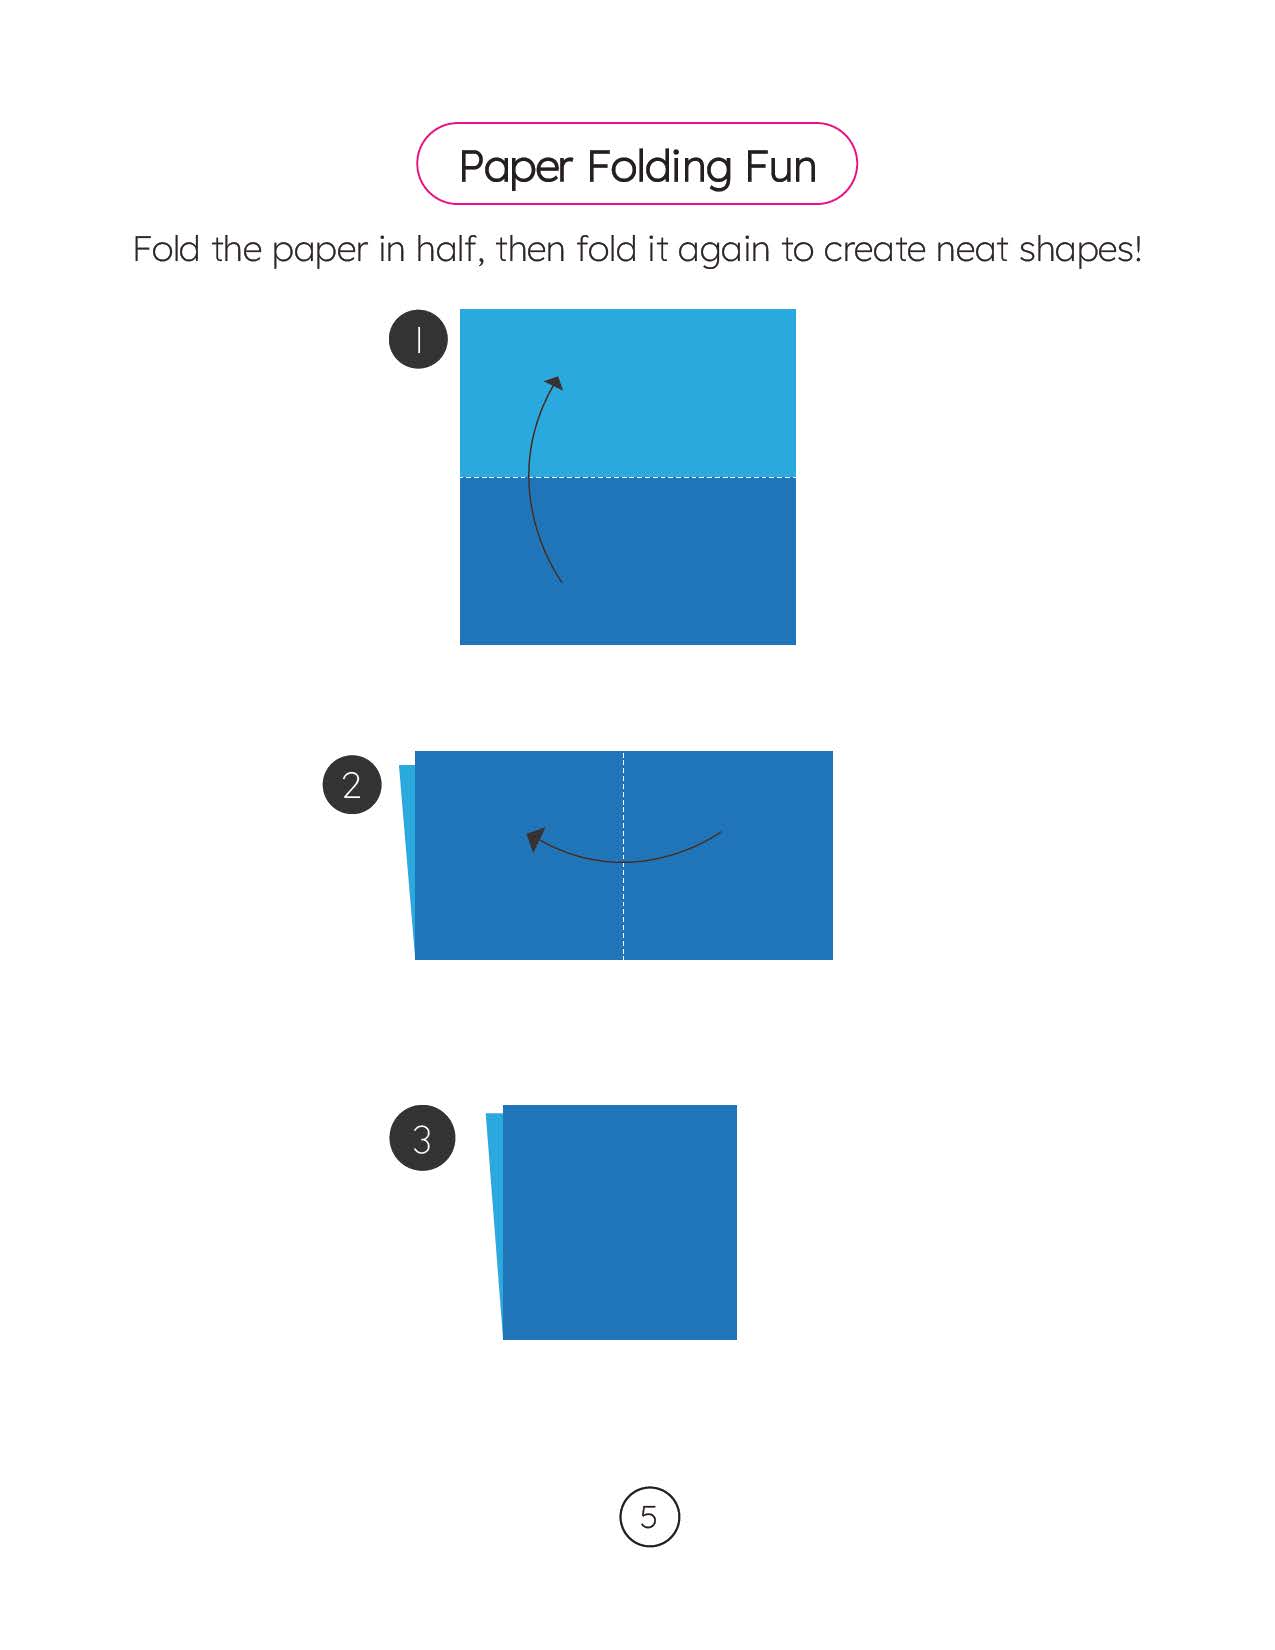 Paper Folding Fun
Fold the paper in half, then fold it again to create neat shapes!
1
2
3
5